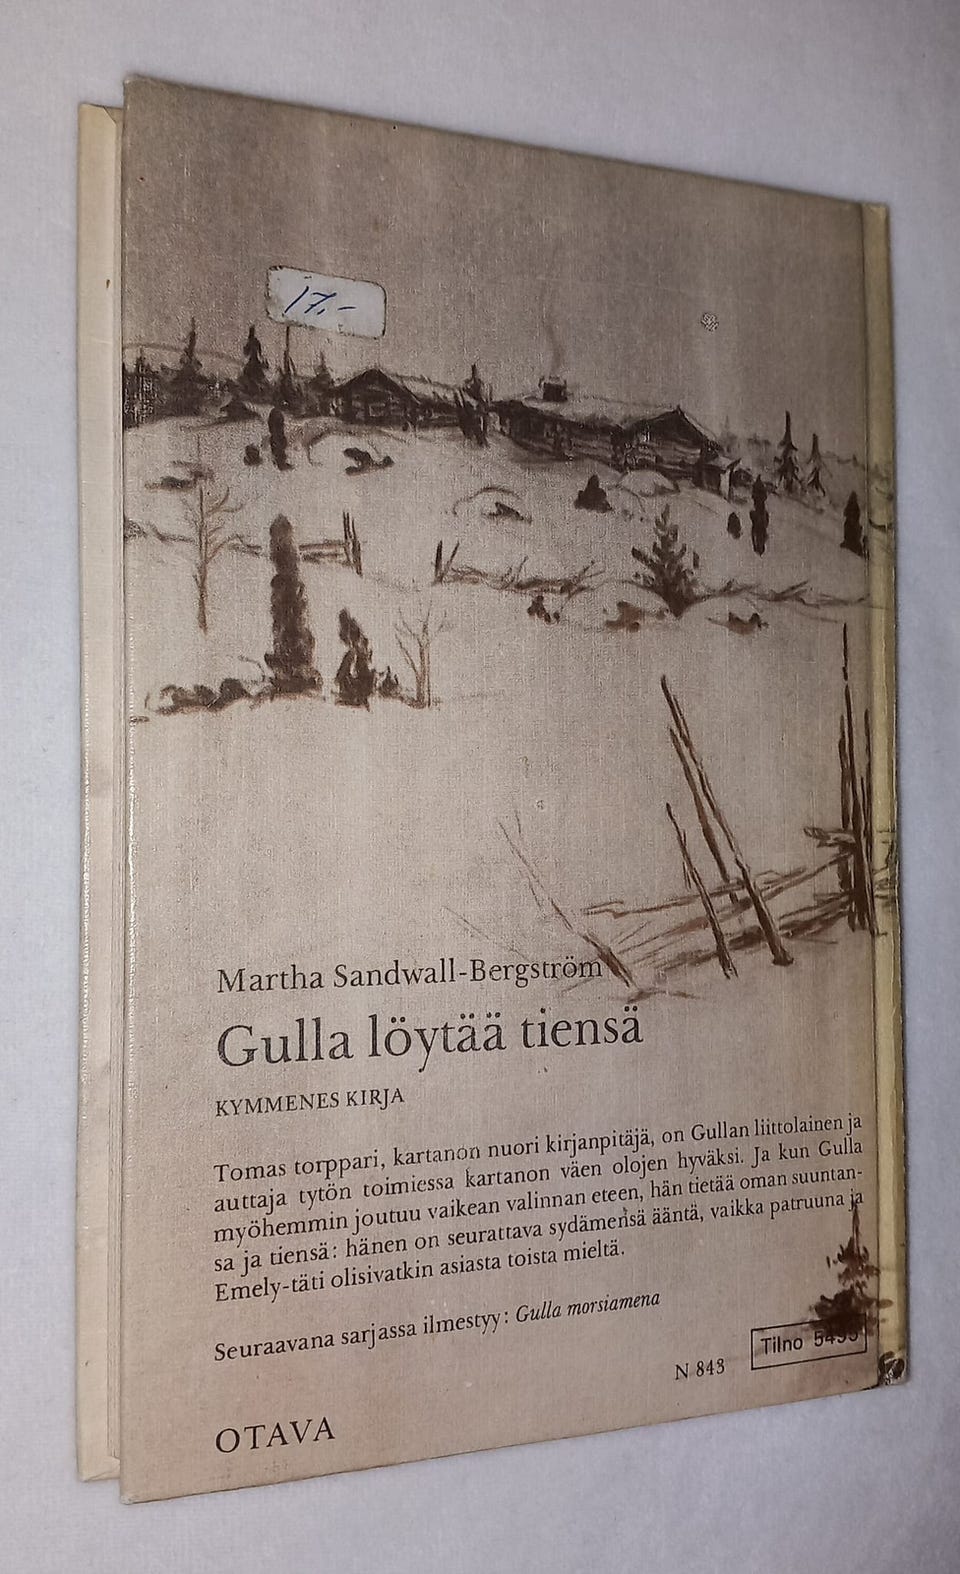 17.-
Martha Sandwall-Bergström
Gulla löytää tiensä
KYMMENES KIRJA
Tomas torppari, kartanon nuori kirjanpitäjä, on Gullan liittolainen ja
auttaja tytön toimiessa kartanon väen olojen hyväksi. Ja kun Gulla
myöhemmin joutuu vaikean valinnan eteen, hän tietää oman suuntan-
sa ja tiensä: hänen on seurattava sydämensä ääntä, vaikka patruuna ja
Emely-täti olisivatkin asiasta toista mieltä.
Seuraavana sarjassa ilmestyy: Gulla morsiamena
N 843
Tilno
OTAVA